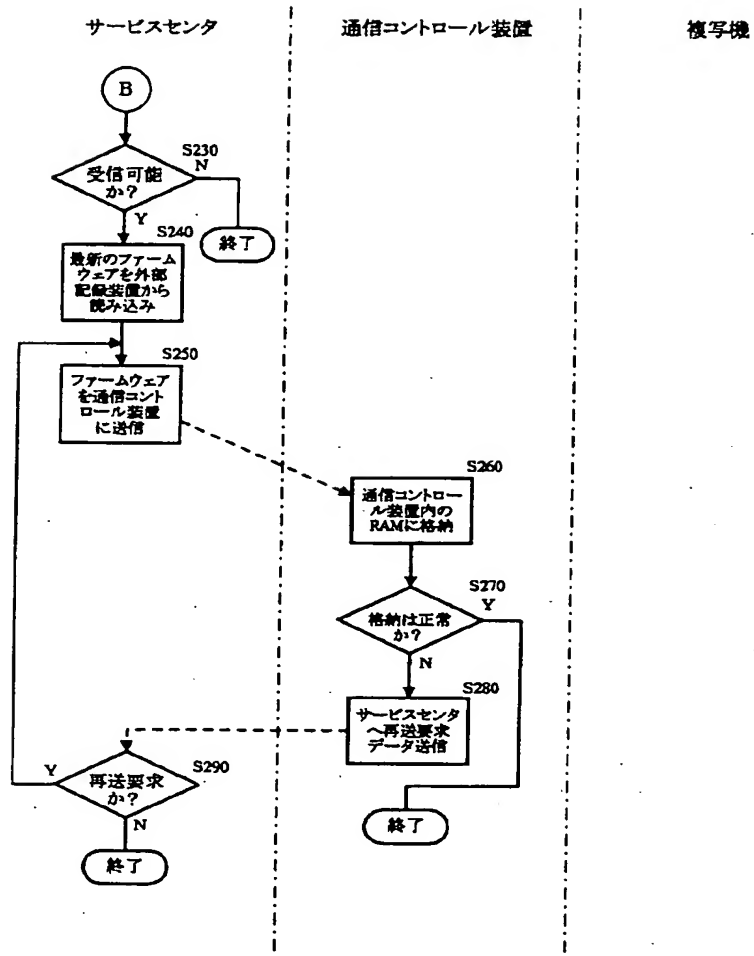 サービスセンタ
通信コントロール装置
複写機
B
S230
受信可能
か？
N
Y
終了
S240
最新のファーム
ウェアを外部
記録装置から
読み込み
S250
ファームウェア
を通信コント
ロール装置
に送信
S260
通信コントロー
ル装置内の
RAMに格納
S270
格納は正常
か？
Y
N
S280
サービスセンタ
へ再送要求
データ送信
S290
再送要求
か？
Y
N
終了
終了